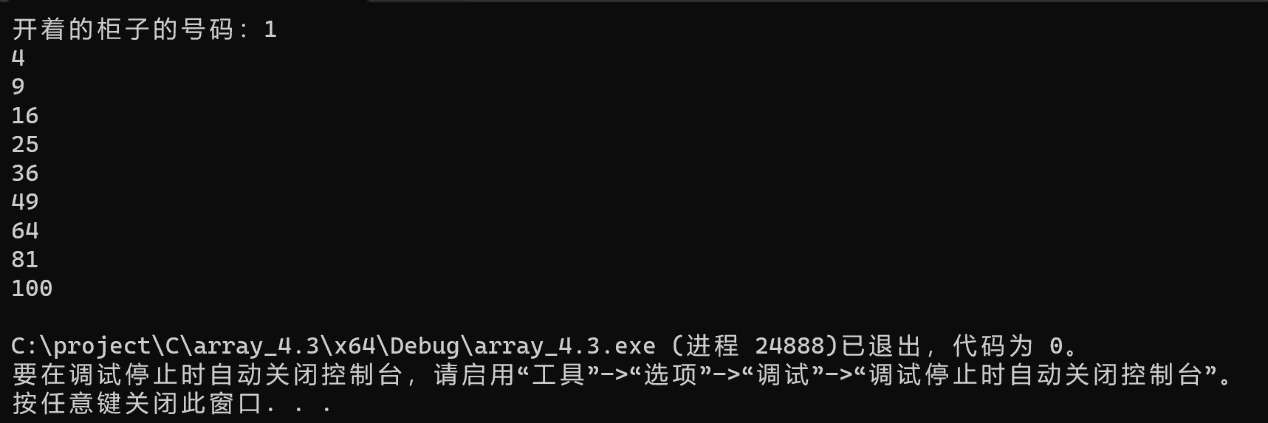 开着的柜子的号码：1
4
9
16
25
36
49
64
81
100
C:\project\C\array_4.3\x64\Debug\array_4.3.exe (进程 24888)已退出，代码为 0。
要在调试停止时自动关闭控制台，请启用“工具”->“选项”->“调试”->“调试停止时自动关闭控制台”。
按任意键关闭此窗口. . .